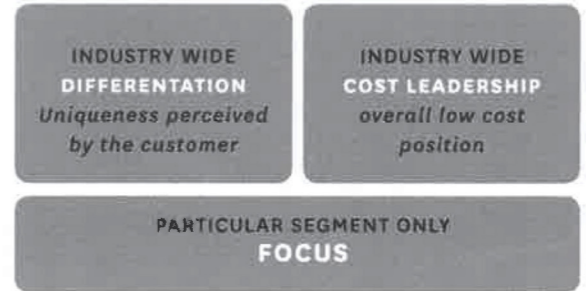 INDUSTRY WIDE
DIFFERENTATION
Uniqueness perceived
by the customer
INDUSTRY WIDE
COST LEADERSHIP
overall low cost
position
PARTICULAR SEGMENT ONLY
FOCUS